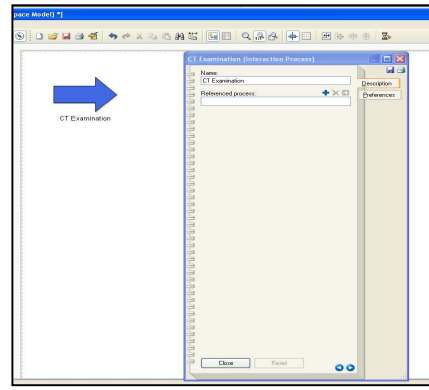 pace Model) *]
CT Examination
CT Examination (Interaction Process)
Name:
CT Examination
Referenced process:
Description
Preferences
Close
Reset